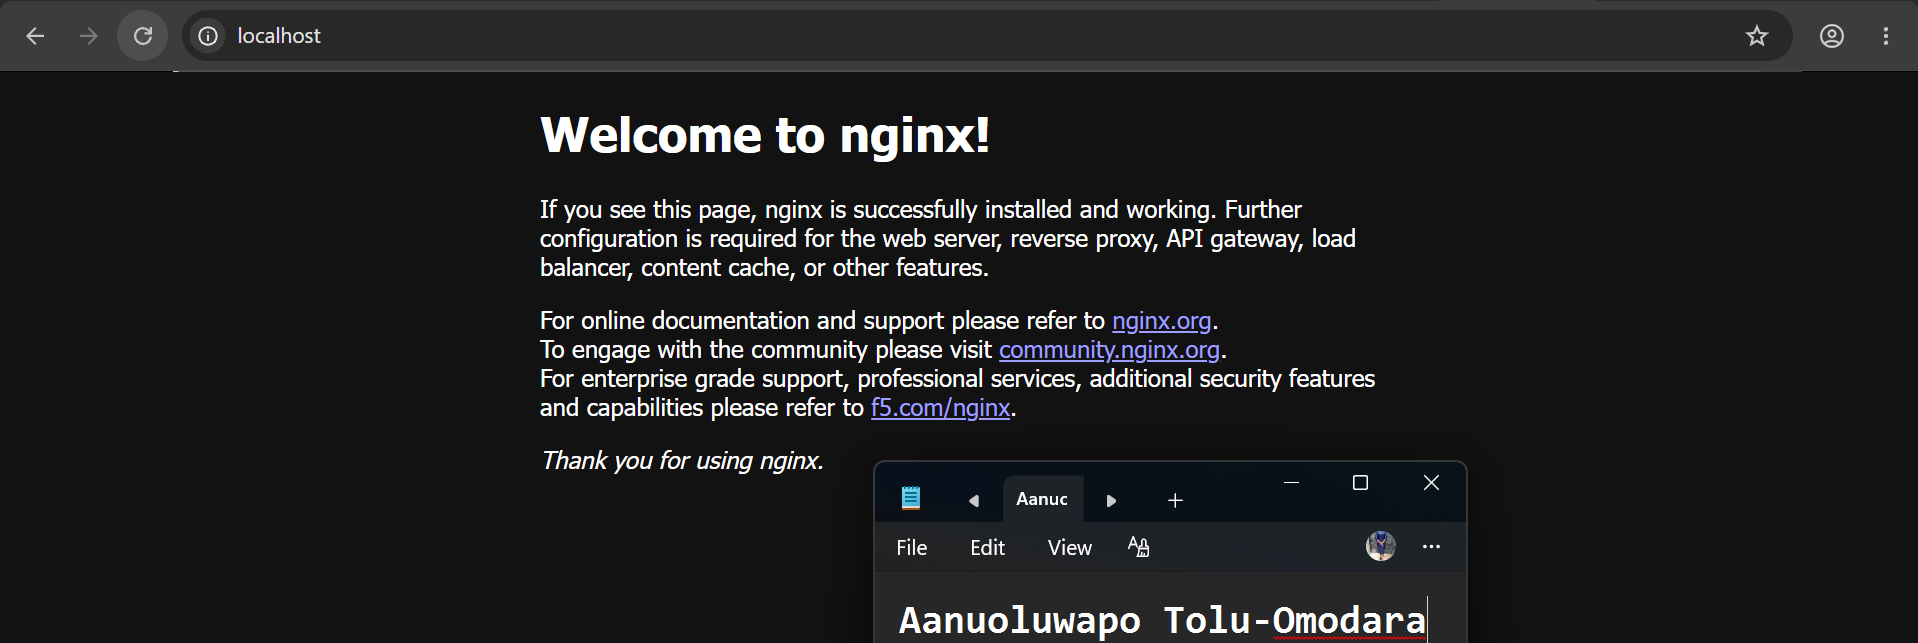 localhost
Welcome to nginx!
If you see this page, nginx is successfully installed and working. Further
configuration is required for the web server, reverse proxy, API gateway, load
balancer, content cache, or other features.
For online documentation and support please refer to nginx.org.
To engage with the community please visit community.nginx.org.
For enterprise grade support, professional services, additional security features
and capabilities please refer to f5.com/nginx.
Thank you for using nginx.
Aanuc
File Edit View
Aanuoluwapo Tolu-Omodara